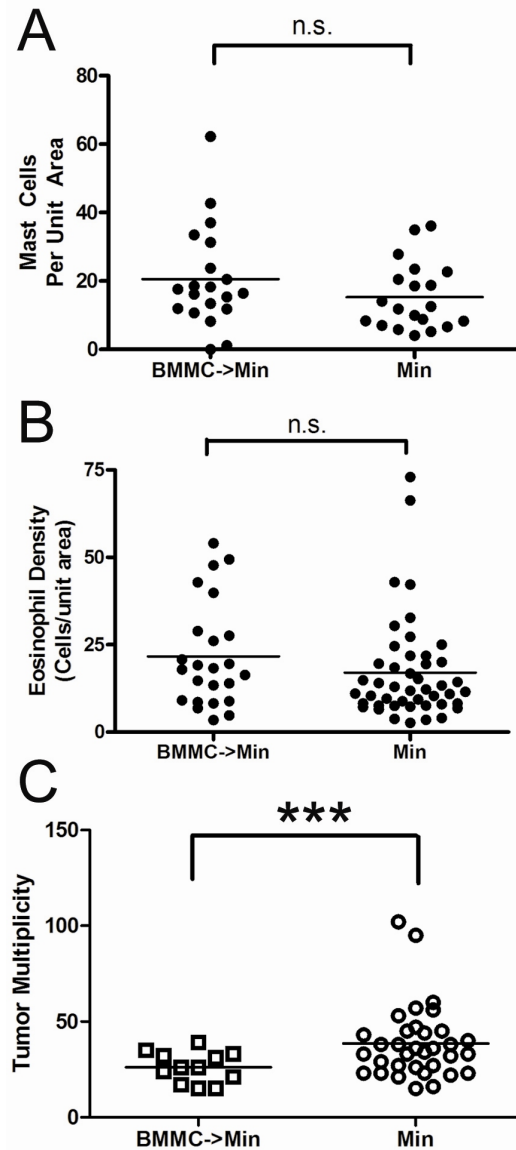 A
n.s.
80
60
40
20
0
Mast Cells
Per Unit Area
BMMC->Min
Min
B
n.s.
75
50
25
0
Eosinophil Density
(Cells/unit area)
BMMC->Min
Min
C
***
150
100
50
0
Tumor Multiplicity
BMMC->Min
Min